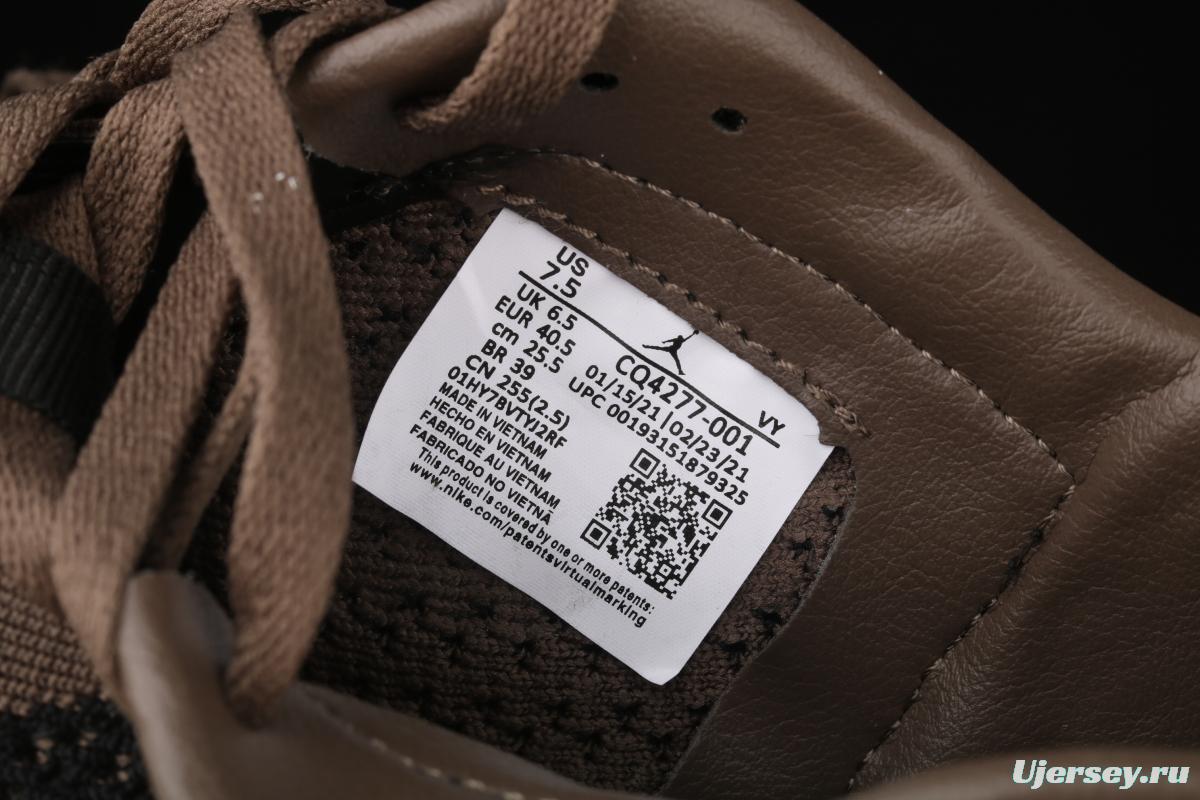 US
7.5
UK 6.5
EUR 40.5
cm 25.5
BR 39
CN 255(2.5)
01HY7BVTYI2RF
MADE IN VIETNAM
HECHO EN VIETNAM
FABRIQUE AU VIETNAM
FABRICADO NO VIETNÃ
This product is covered by one or more patents:
www.nike.com/patentsvirtualmarking
VY
CQ4277-001
01/15/21 | 02/23/21
UPC 00193151879325
Ujersey.ru